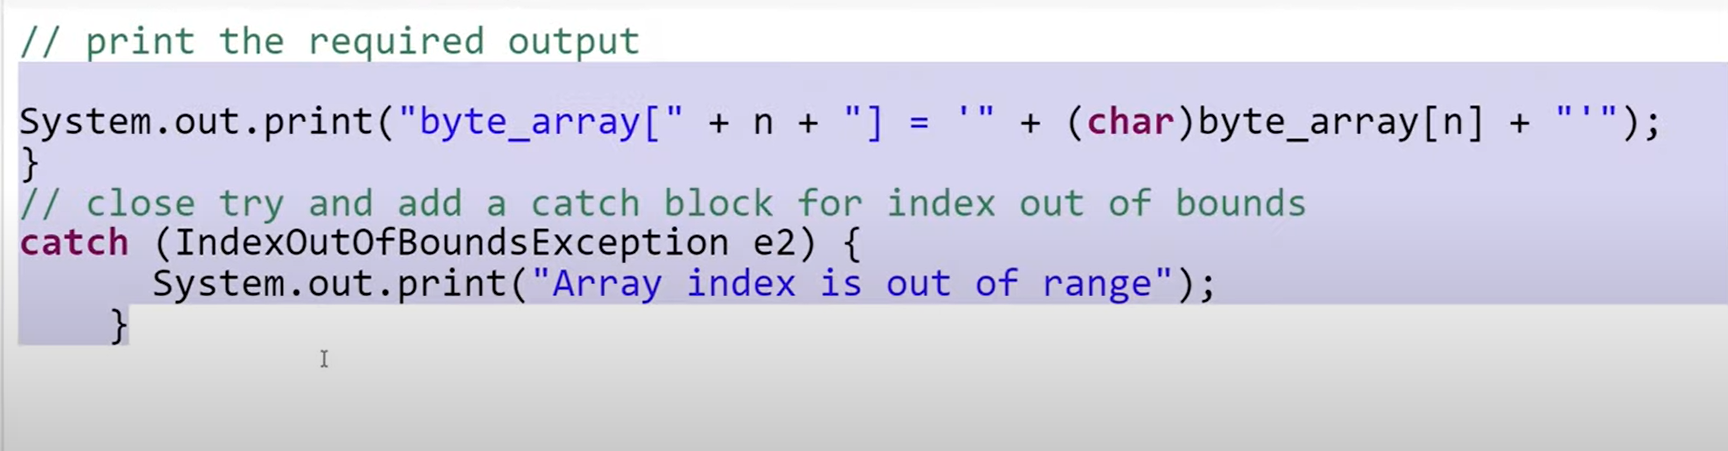 // print the required output
System.out.print("byte_array[" + n + "] = '" + (char)byte_array[n] + "'");
}
// close try and add a catch block for index out of bounds
catch (IndexOutOfBoundsException e2) {
System.out.print("Array index is out of range");
}